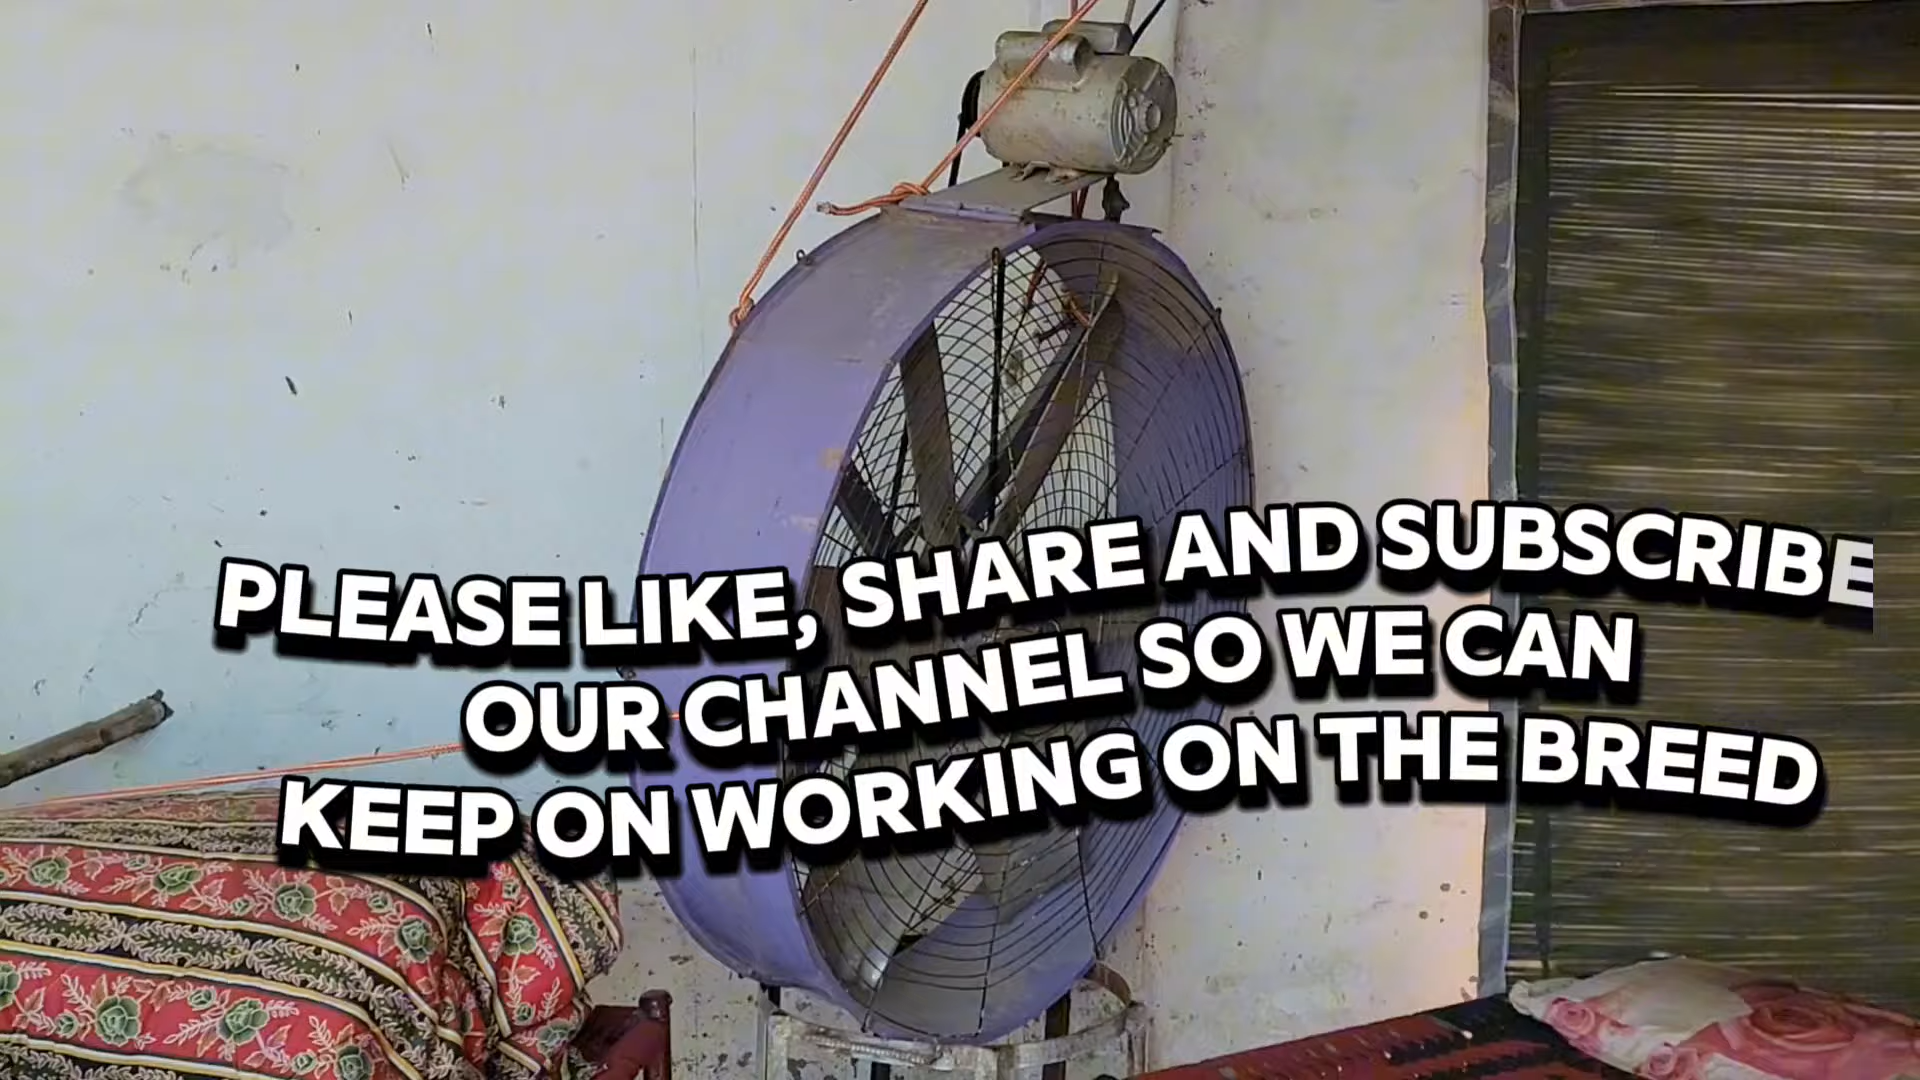 PLEASE LIKE, SHARE AND SUBSCRIBE
OUR CHANNEL SO WE CAN
KEEP ON WORKING ON THE BREED